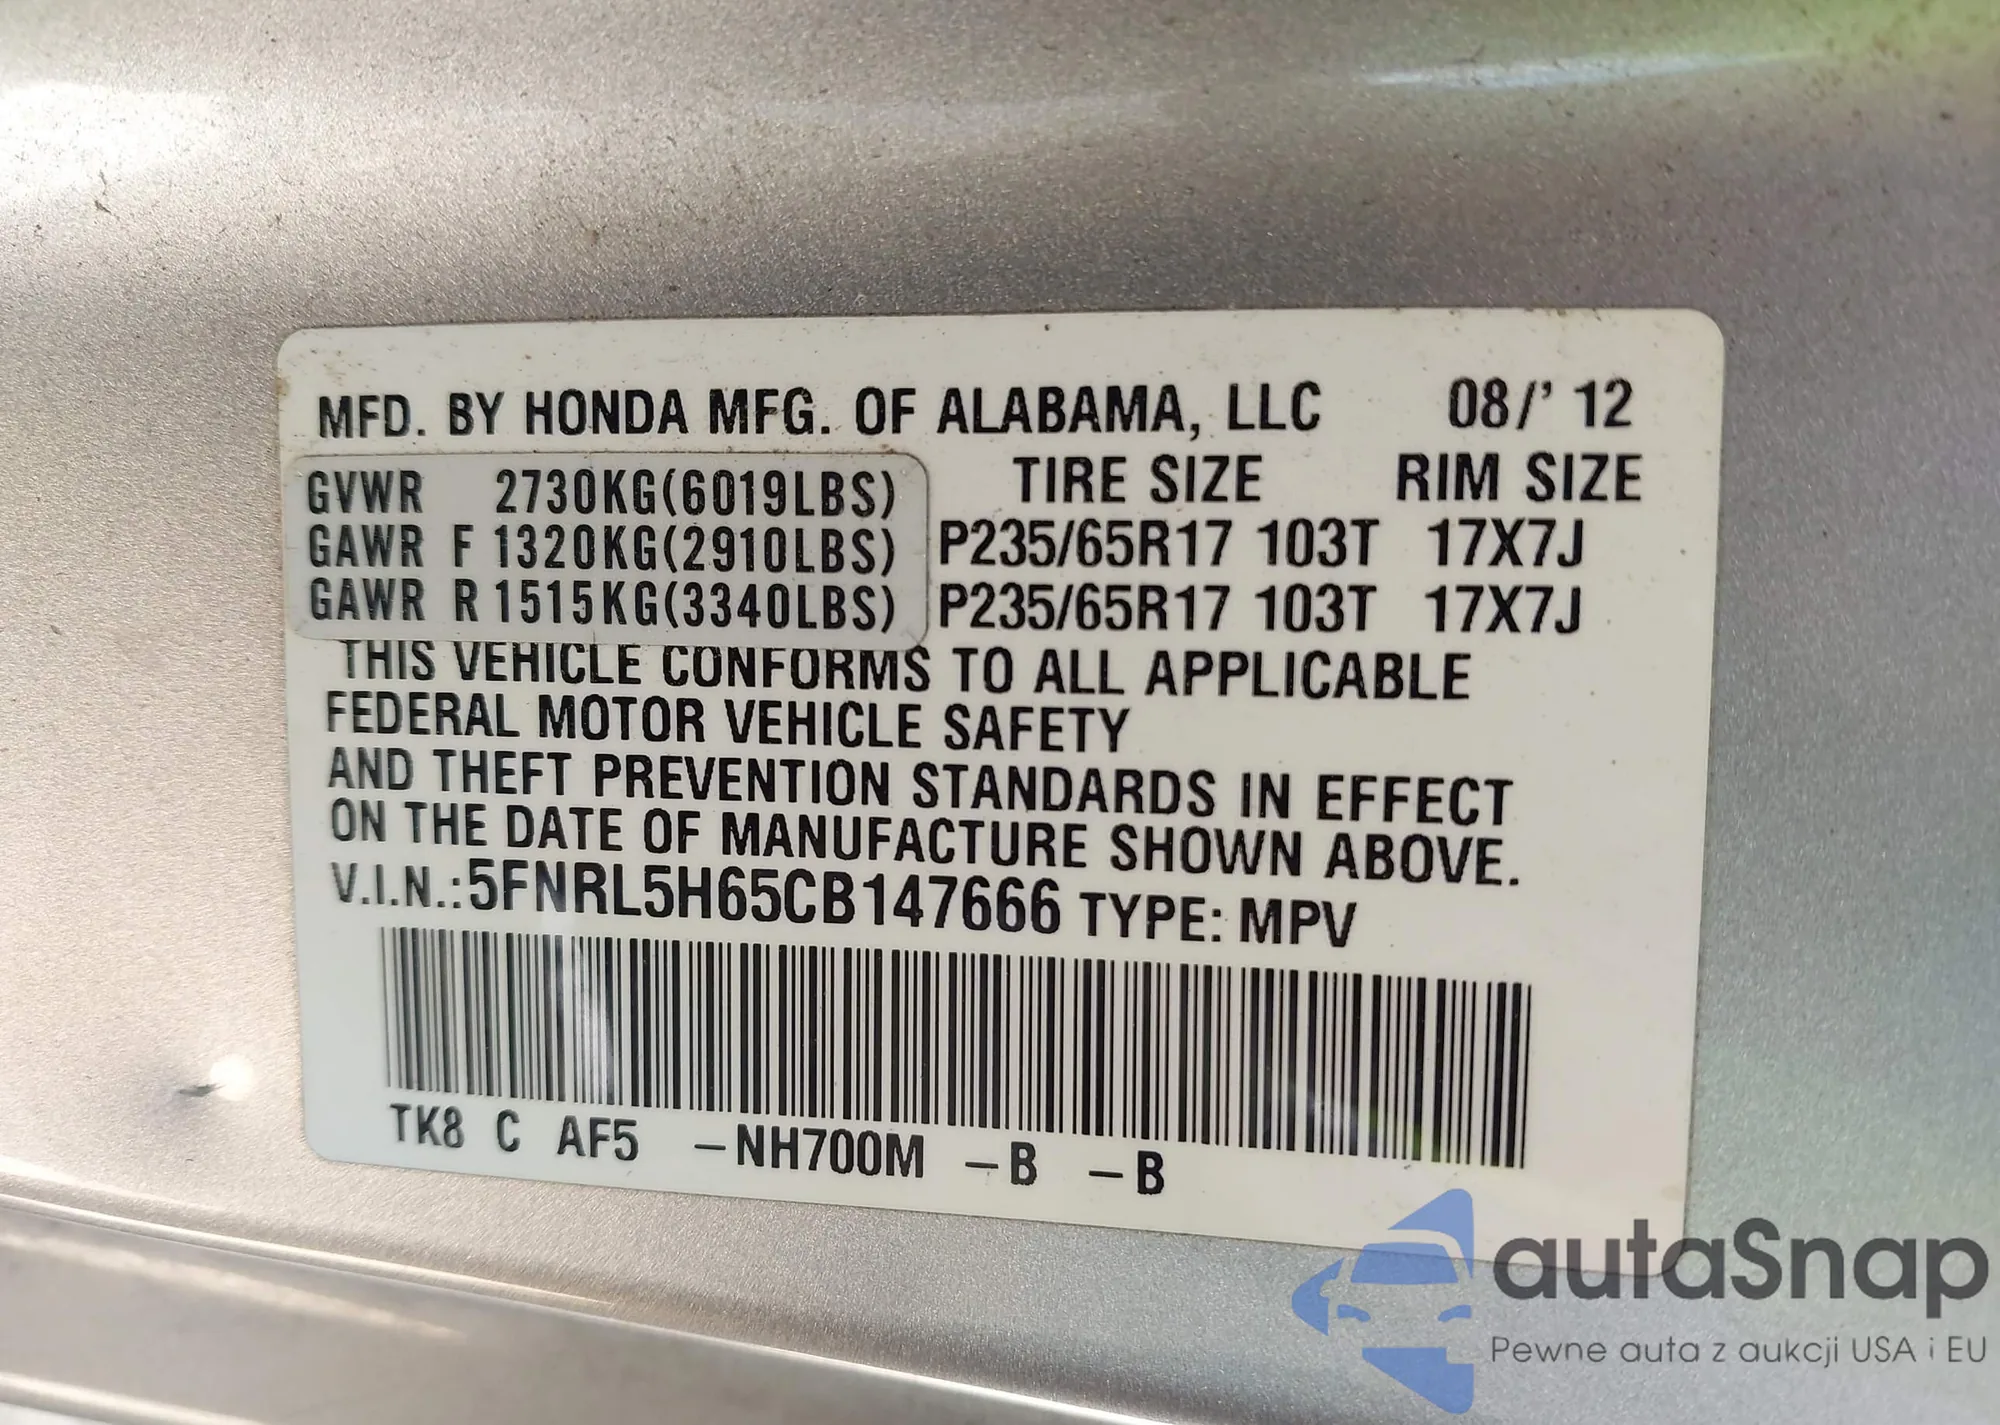 MFD. BY HONDA MFG. OF ALABAMA, LLC 08/' 12
GVWR 2730KG(6019LBS) TIRE SIZE RIM SIZE
GAWR F 1320KG(2910LBS) P235/65R17 103T 17X7J
GAWR R 1515KG(3340LBS) P235/65R17 103T 17X7J
THIS VEHICLE CONFORMS TO ALL APPLICABLE
FEDERAL MOTOR VEHICLE SAFETY
AND THEFT PREVENTION STANDARDS IN EFFECT
ON THE DATE OF MANUFACTURE SHOWN ABOVE.
V.I.N.:5FNRL5H65CB147666 TYPE: MPV
TK8 C AF5 -NH700M -B -B
autaSnap
Pewne auta z aukcji USA i EU